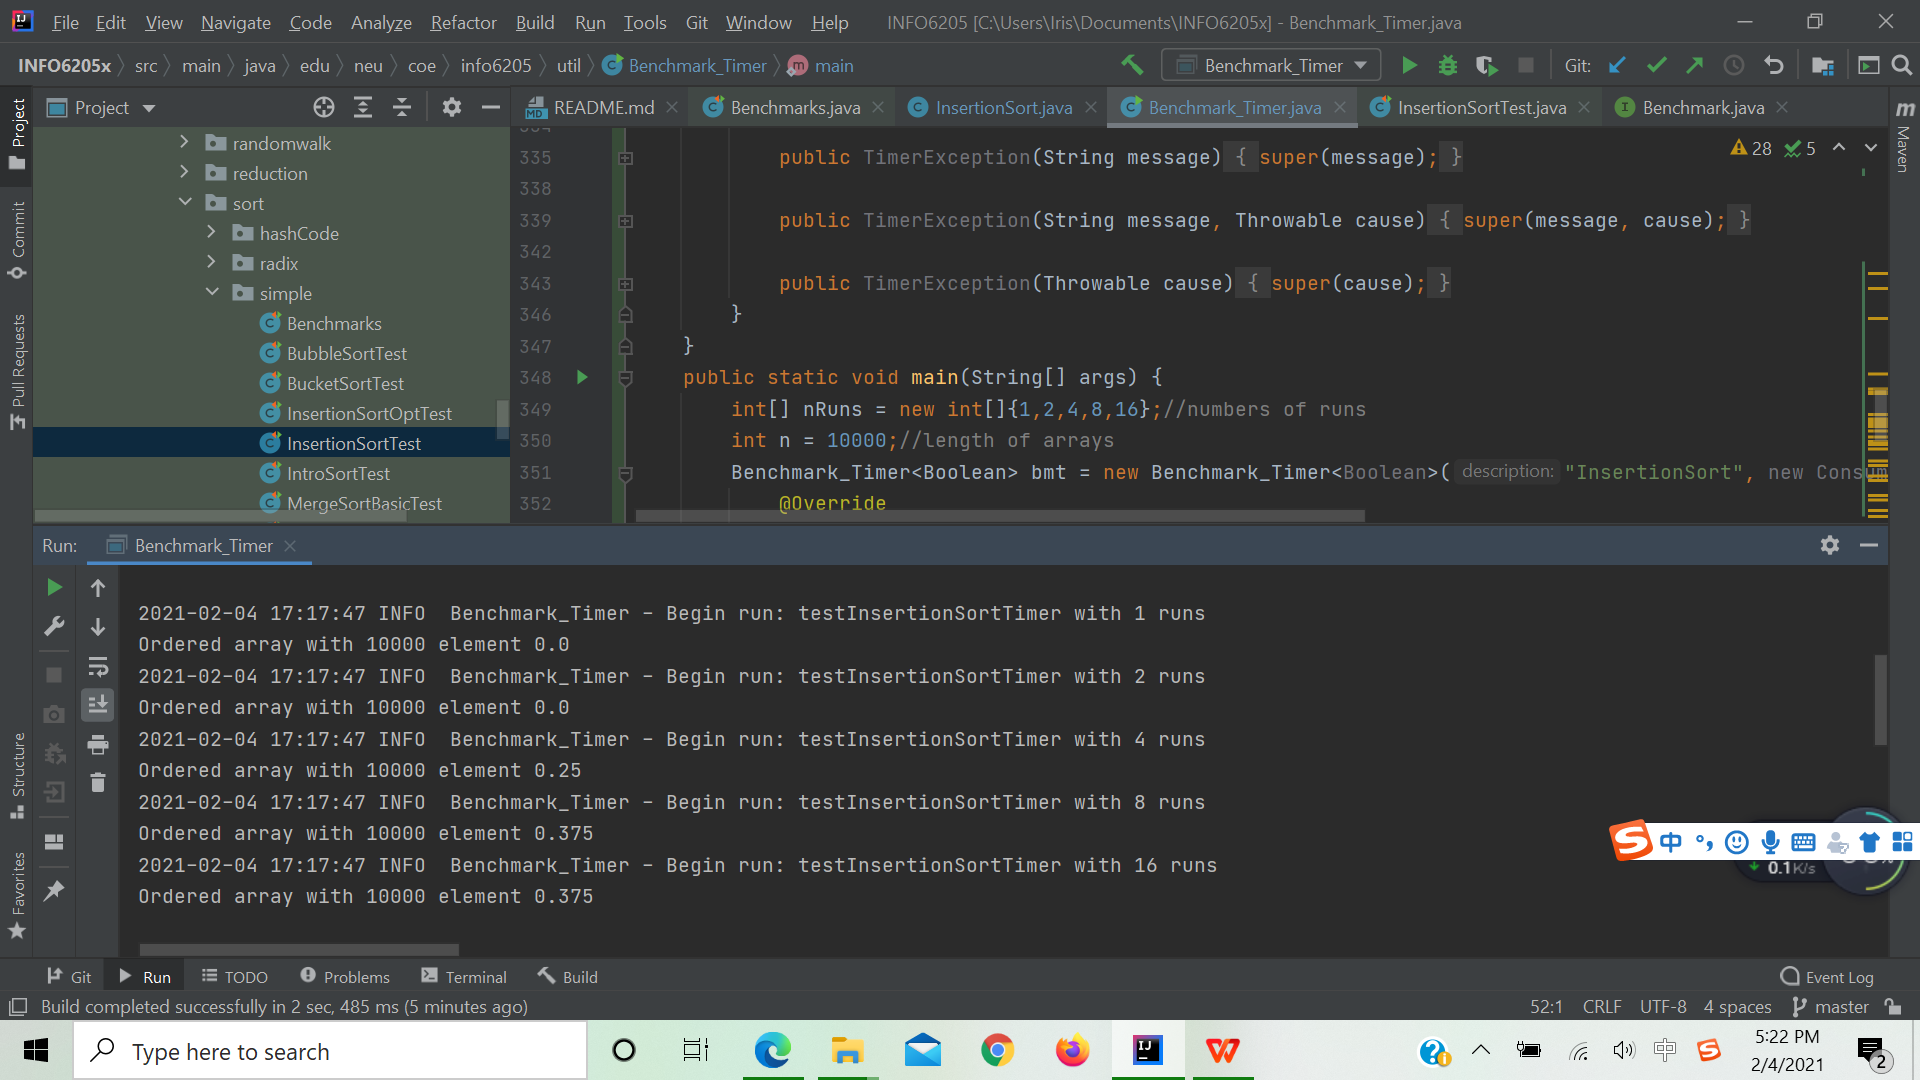 File Edit View Navigate Code Analyze Refactor Build Run Tools Git Window Help INFO6205 [C:\Users\Iris\Documents\INFO6205x] - Benchmark_Timer.java
INFO6205x src main java edu neu coe info6205 util Benchmark_Timer main Benchmark_Timer Git:
Project README.md Benchmarks.java InsertionSort.java Benchmark_Timer.java InsertionSortTest.java Benchmark.java
Project
Commit
Pull Requests
Structure
Favorites
Maven
randomwalk
reduction
sort
hashCode
radix
simple
Benchmarks
BubbleSortTest
BucketSortTest
InsertionSortOptTest
InsertionSortTest
IntroSortTest
MergeSortBasicTest
28 5
335 public TimerException(String message) { super(message); }
338
339 public TimerException(String message, Throwable cause) { super(message, cause); }
342
343 public TimerException(Throwable cause) { super(cause); }
346 }
347 }
348 public static void main(String[] args) {
349 int[] nRuns = new int[]{1,2,4,8,16};//numbers of runs
350 int n = 10000;//length of arrays
351 Benchmark_Timer<Boolean> bmt = new Benchmark_Timer<Boolean>( description: "InsertionSort", new Consum
352 @Override
Run: Benchmark_Timer
2021-02-04 17:17:47 INFO  Benchmark_Timer - Begin run: testInsertionSortTimer with 1 runs
Ordered array with 10000 element 0.0
2021-02-04 17:17:47 INFO  Benchmark_Timer - Begin run: testInsertionSortTimer with 2 runs
Ordered array with 10000 element 0.0
2021-02-04 17:17:47 INFO  Benchmark_Timer - Begin run: testInsertionSortTimer with 4 runs
Ordered array with 10000 element 0.25
2021-02-04 17:17:47 INFO  Benchmark_Timer - Begin run: testInsertionSortTimer with 8 runs
Ordered array with 10000 element 0.375
2021-02-04 17:17:47 INFO  Benchmark_Timer - Begin run: testInsertionSortTimer with 16 runs
Ordered array with 10000 element 0.375
中
0.1K/s
Git Run TODO Problems Terminal Build Event Log
Build completed successfully in 2 sec, 485 ms (5 minutes ago) 52:1 CRLF UTF-8 4 spaces master
Type here to search
中
5:22 PM
2/4/2021
2